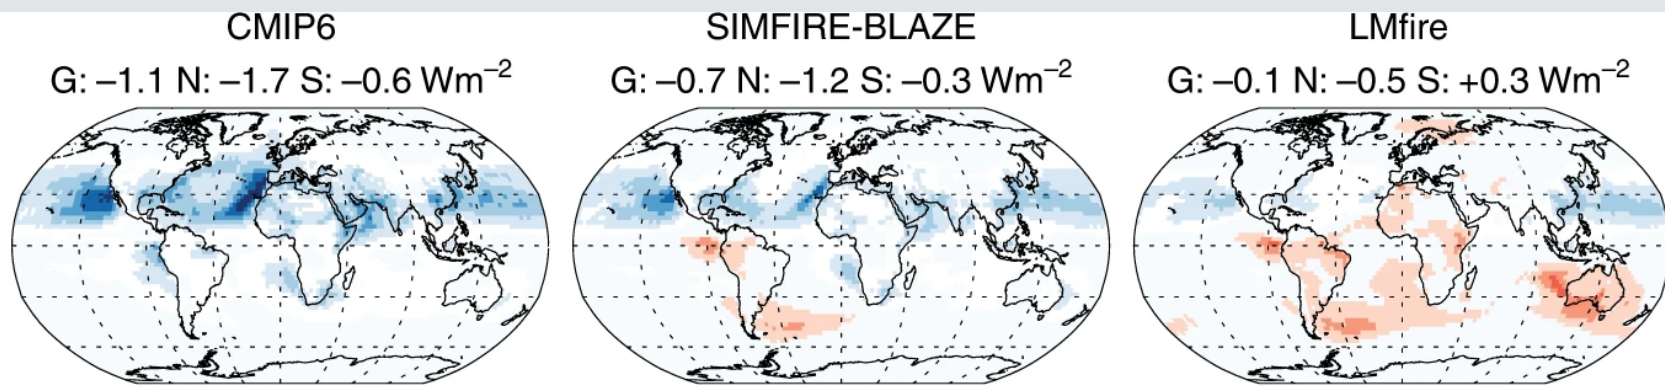 CMIP6
G: –1.1 N: –1.7 S: –0.6 Wm⁻²
SIMFIRE-BLAZE
G: –0.7 N: –1.2 S: –0.3 Wm⁻²
LMfire
G: –0.1 N: –0.5 S: +0.3 Wm⁻²